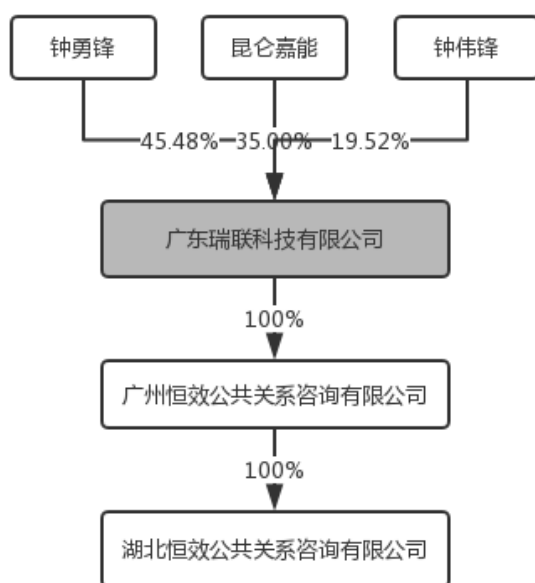 钟勇锋
昆仑嘉能
钟伟锋
45.48%
35.00%
19.52%
广东瑞联科技有限公司
100%
广州恒效公共关系咨询有限公司
100%
湖北恒效公共关系咨询有限公司